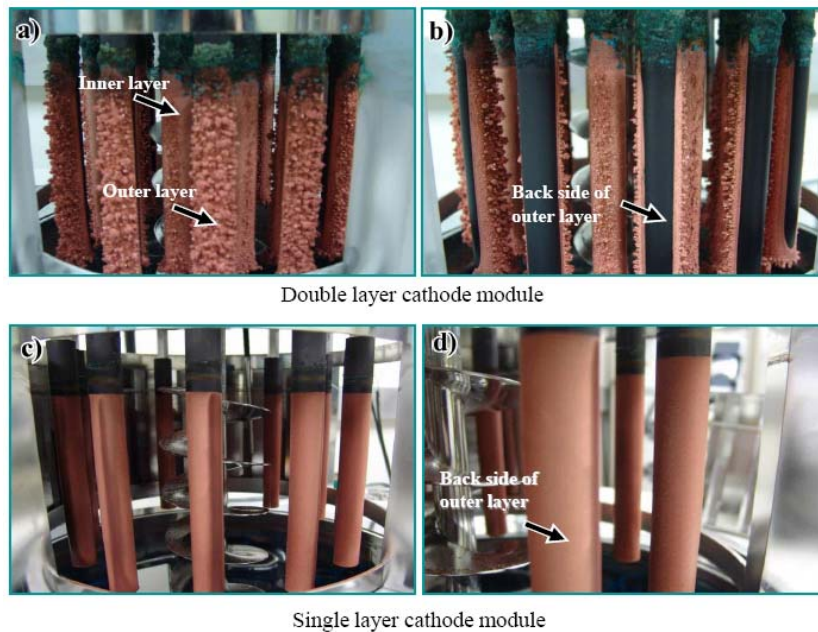 a)
Inner layer
Outer layer
b)
Back side of
outer layer
Double layer cathode module
c)
d)
Back side of
outer layer
Single layer cathode module